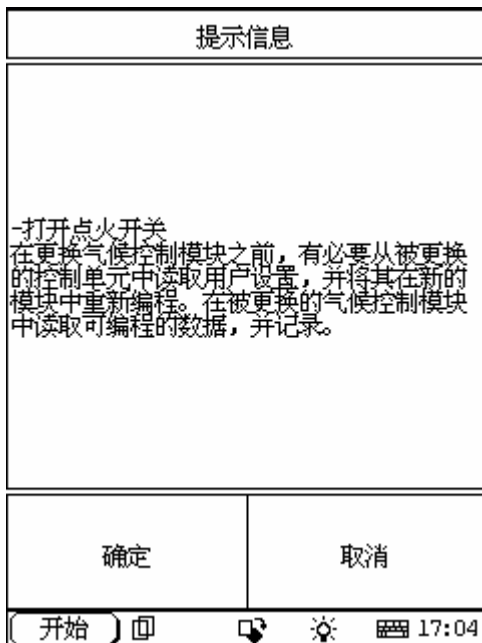 提示信息
-打开点火开关
在更换气候控制模块之前，有必要从被更换
的控制单元中读取用户设置，并将其在新的
模块中重新编程。在被更换的气候控制模块
中读取可编程的数据，并记录。
确定
取消
开始
17:04